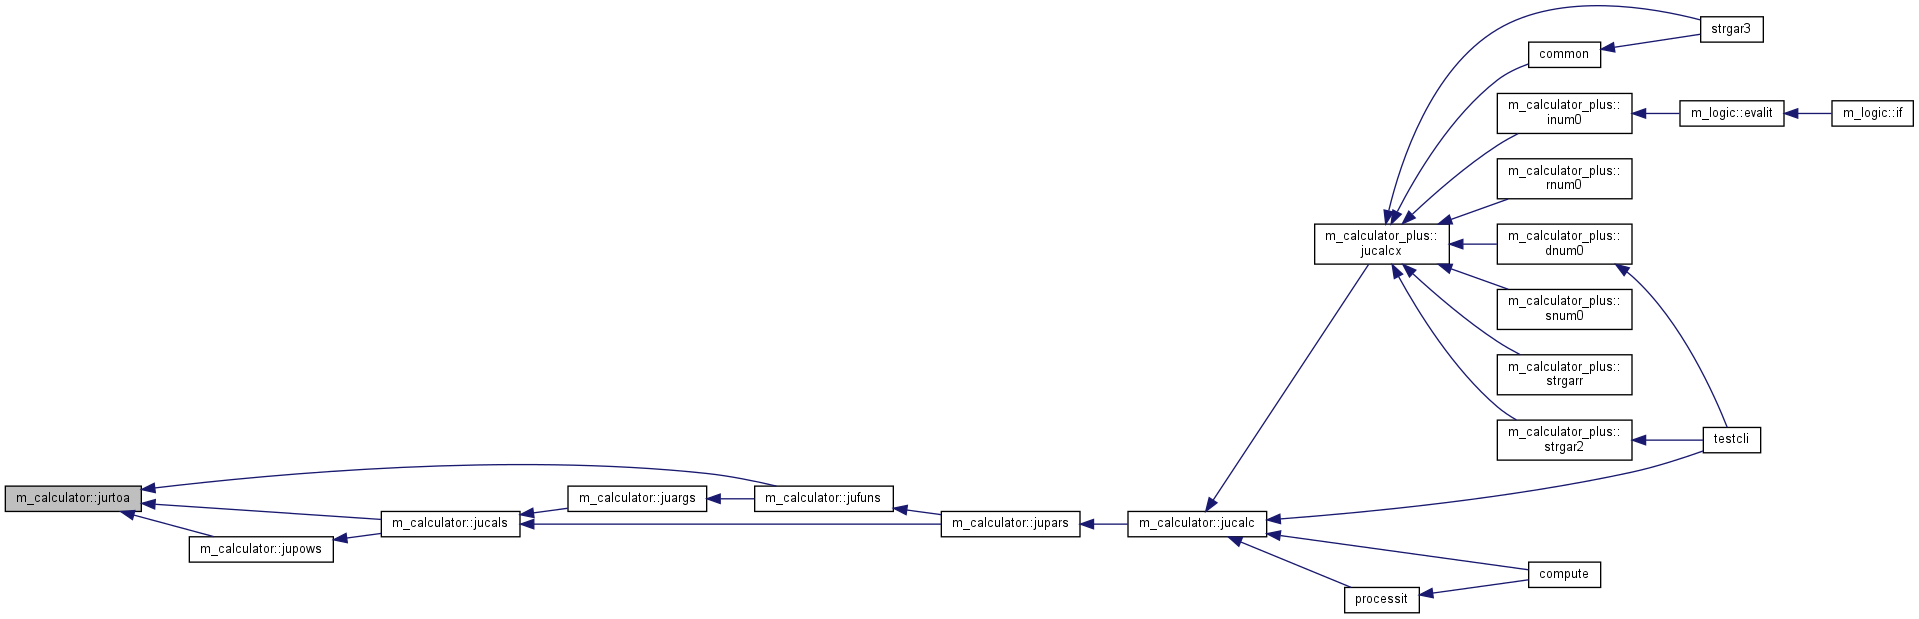 strgar3
common
m_calculator_plus::
inum0
m_logic::evalit
m_logic::if
m_calculator_plus::
rnum0
m_calculator_plus::
jucalcx
m_calculator_plus::
dnum0
m_calculator_plus::
snum0
m_calculator_plus::
strgarr
m_calculator_plus::
strgar2
testcli
m_calculator::jurtoa
m_calculator::juargs
m_calculator::jufuns
m_calculator::jucals
m_calculator::jupars
m_calculator::jucalc
m_calculator::jupows
compute
processit